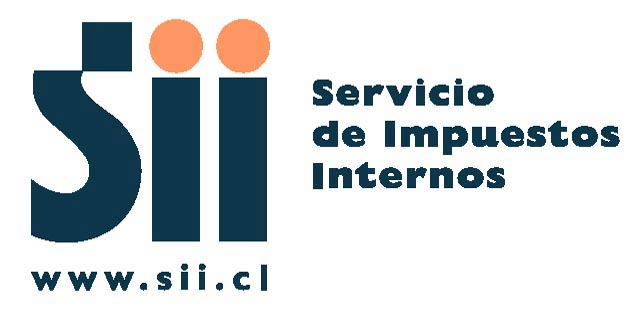 sii
Servicio
de Impuestos
Internos
www.sii.cl